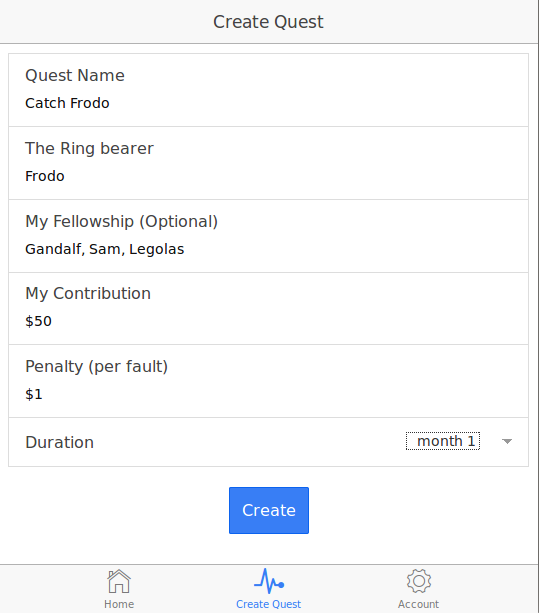 Create Quest
Quest Name
Catch Frodo
The Ring bearer
Frodo
My Fellowship (Optional)
Gandalf, Sam, Legolas
My Contribution
$50
Penalty (per fault)
$1
Duration month 1
Create
Home Create Quest Account